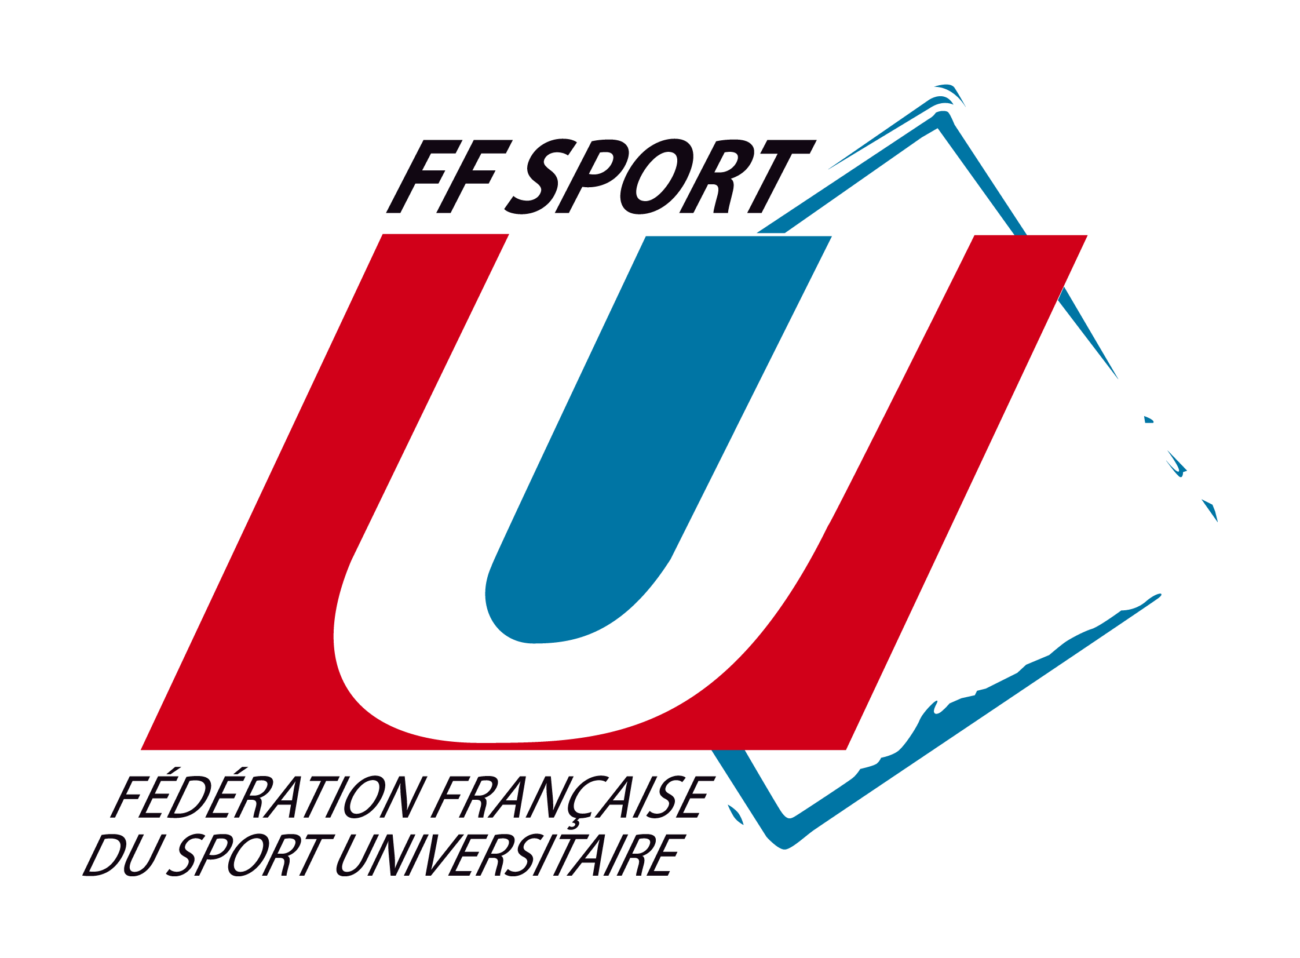 FF SPORT
U
FÉDÉRATION FRANÇAISE
DU SPORT UNIVERSITAIRE